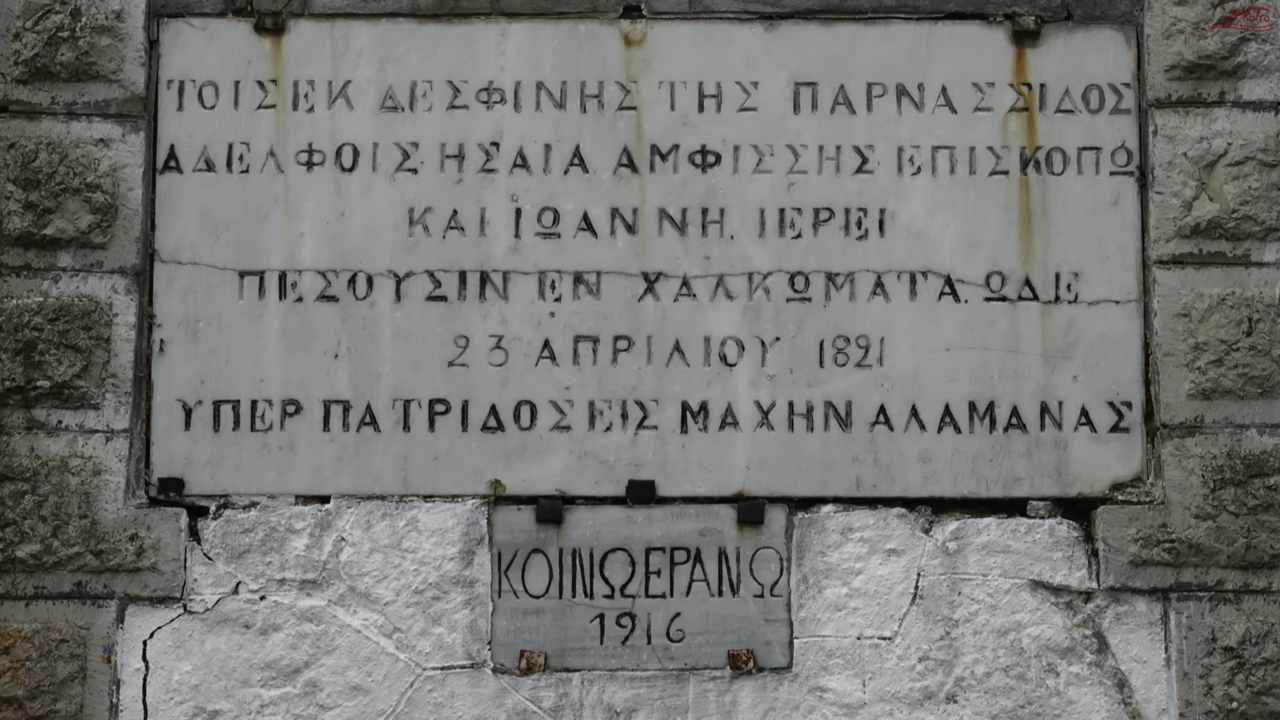 ΤΟΙΣ ΕΚ ΔΕΣΦΙΝΗΣ ΤΗΣ ΠΑΡΝΑΣΣΙΔΟΣ
ΑΔΕΛΦΟΙΣ ΗΣΑΙΑ ΑΜΦΙΣΣΗΣ ΕΠΙΣΚΟΠΩ
ΚΑΙ ΙΩΑΝΝΗ. ΙΕΡΕΙ
ΠΕΣΟΥΣΙΝ ΕΝ ΧΑΛΚΩΜΑΤΑ. ΩΔΕ
23 ΑΠΡΙΛΙΟΥ 1821
ΥΠΕΡ ΠΑΤΡΙΔΟΣ ΕΙΣ ΜΑΧΗΝ ΑΛΑΜΑΝΑΣ
ΚΟΙΝΩ ΕΡΑΝΩ
1916